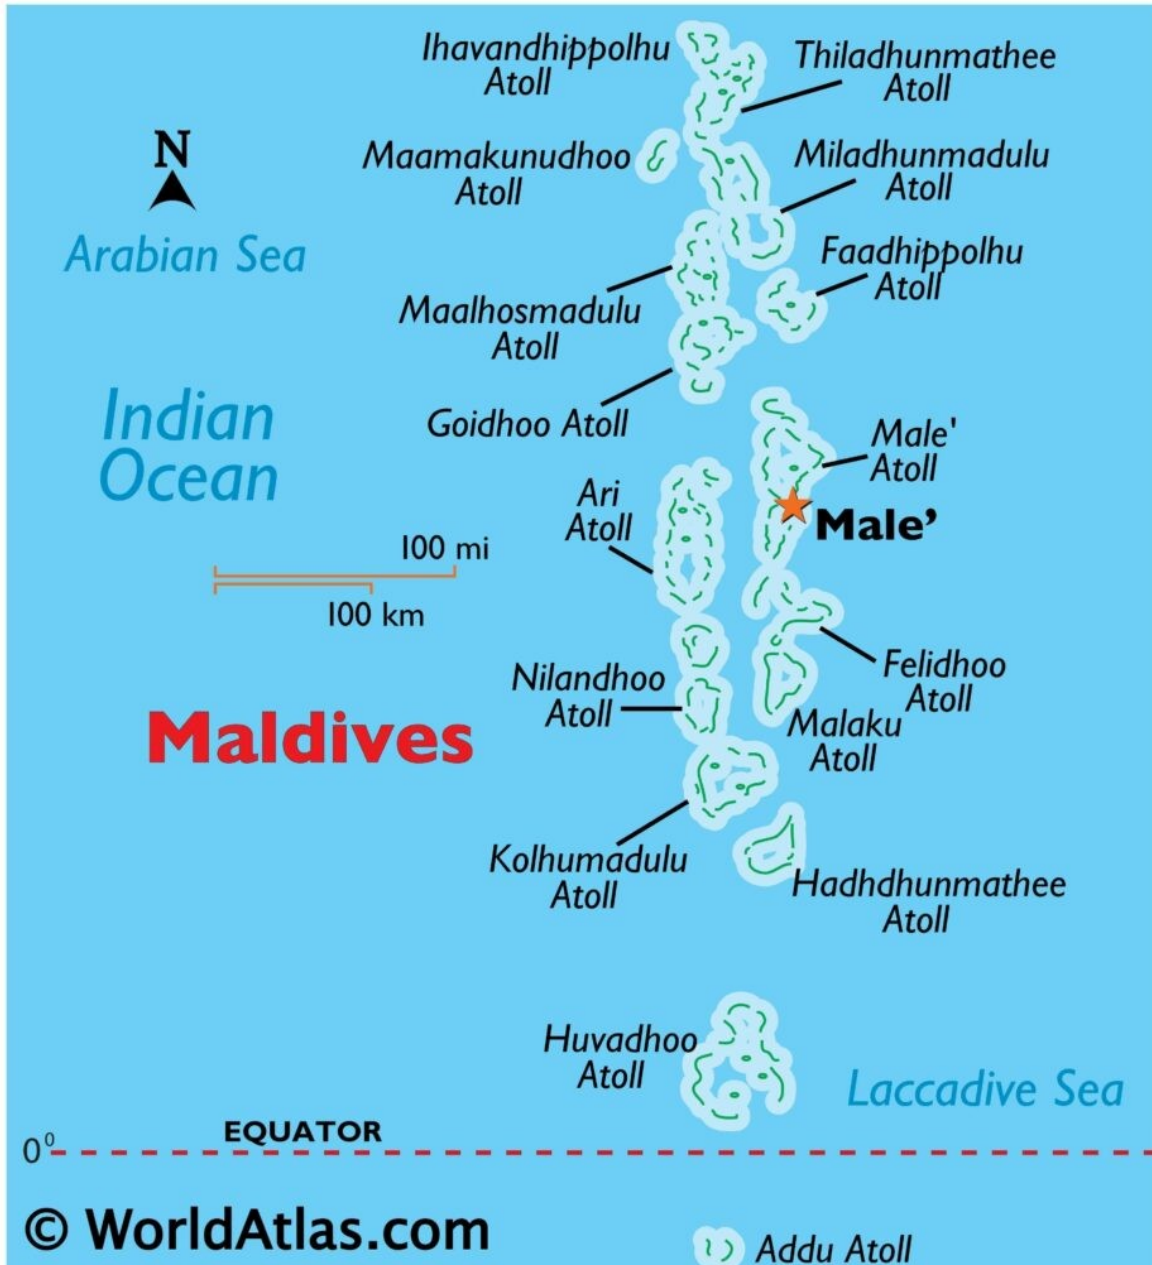 Ihavandhippolhu
Atoll
Thiladhunmathee
Atoll
N
Maamakunudhoo
Atoll
Miladhunmadulu
Atoll
Arabian Sea
Faadhippolhu
Atoll
Maalhosmadulu
Atoll
Indian
Ocean
Goidhoo Atoll
Male'
Atoll
Ari
Atoll
Male’
100 mi
100 km
Nilandhoo
Atoll
Felidhoo
Atoll
Maldives
Malaku
Atoll
Kolhumadulu
Atoll
Hadhdhunmathee
Atoll
Huvadhoo
Atoll
Laccadive Sea
EQUATOR
0⁰
© WorldAtlas.com
Addu Atoll